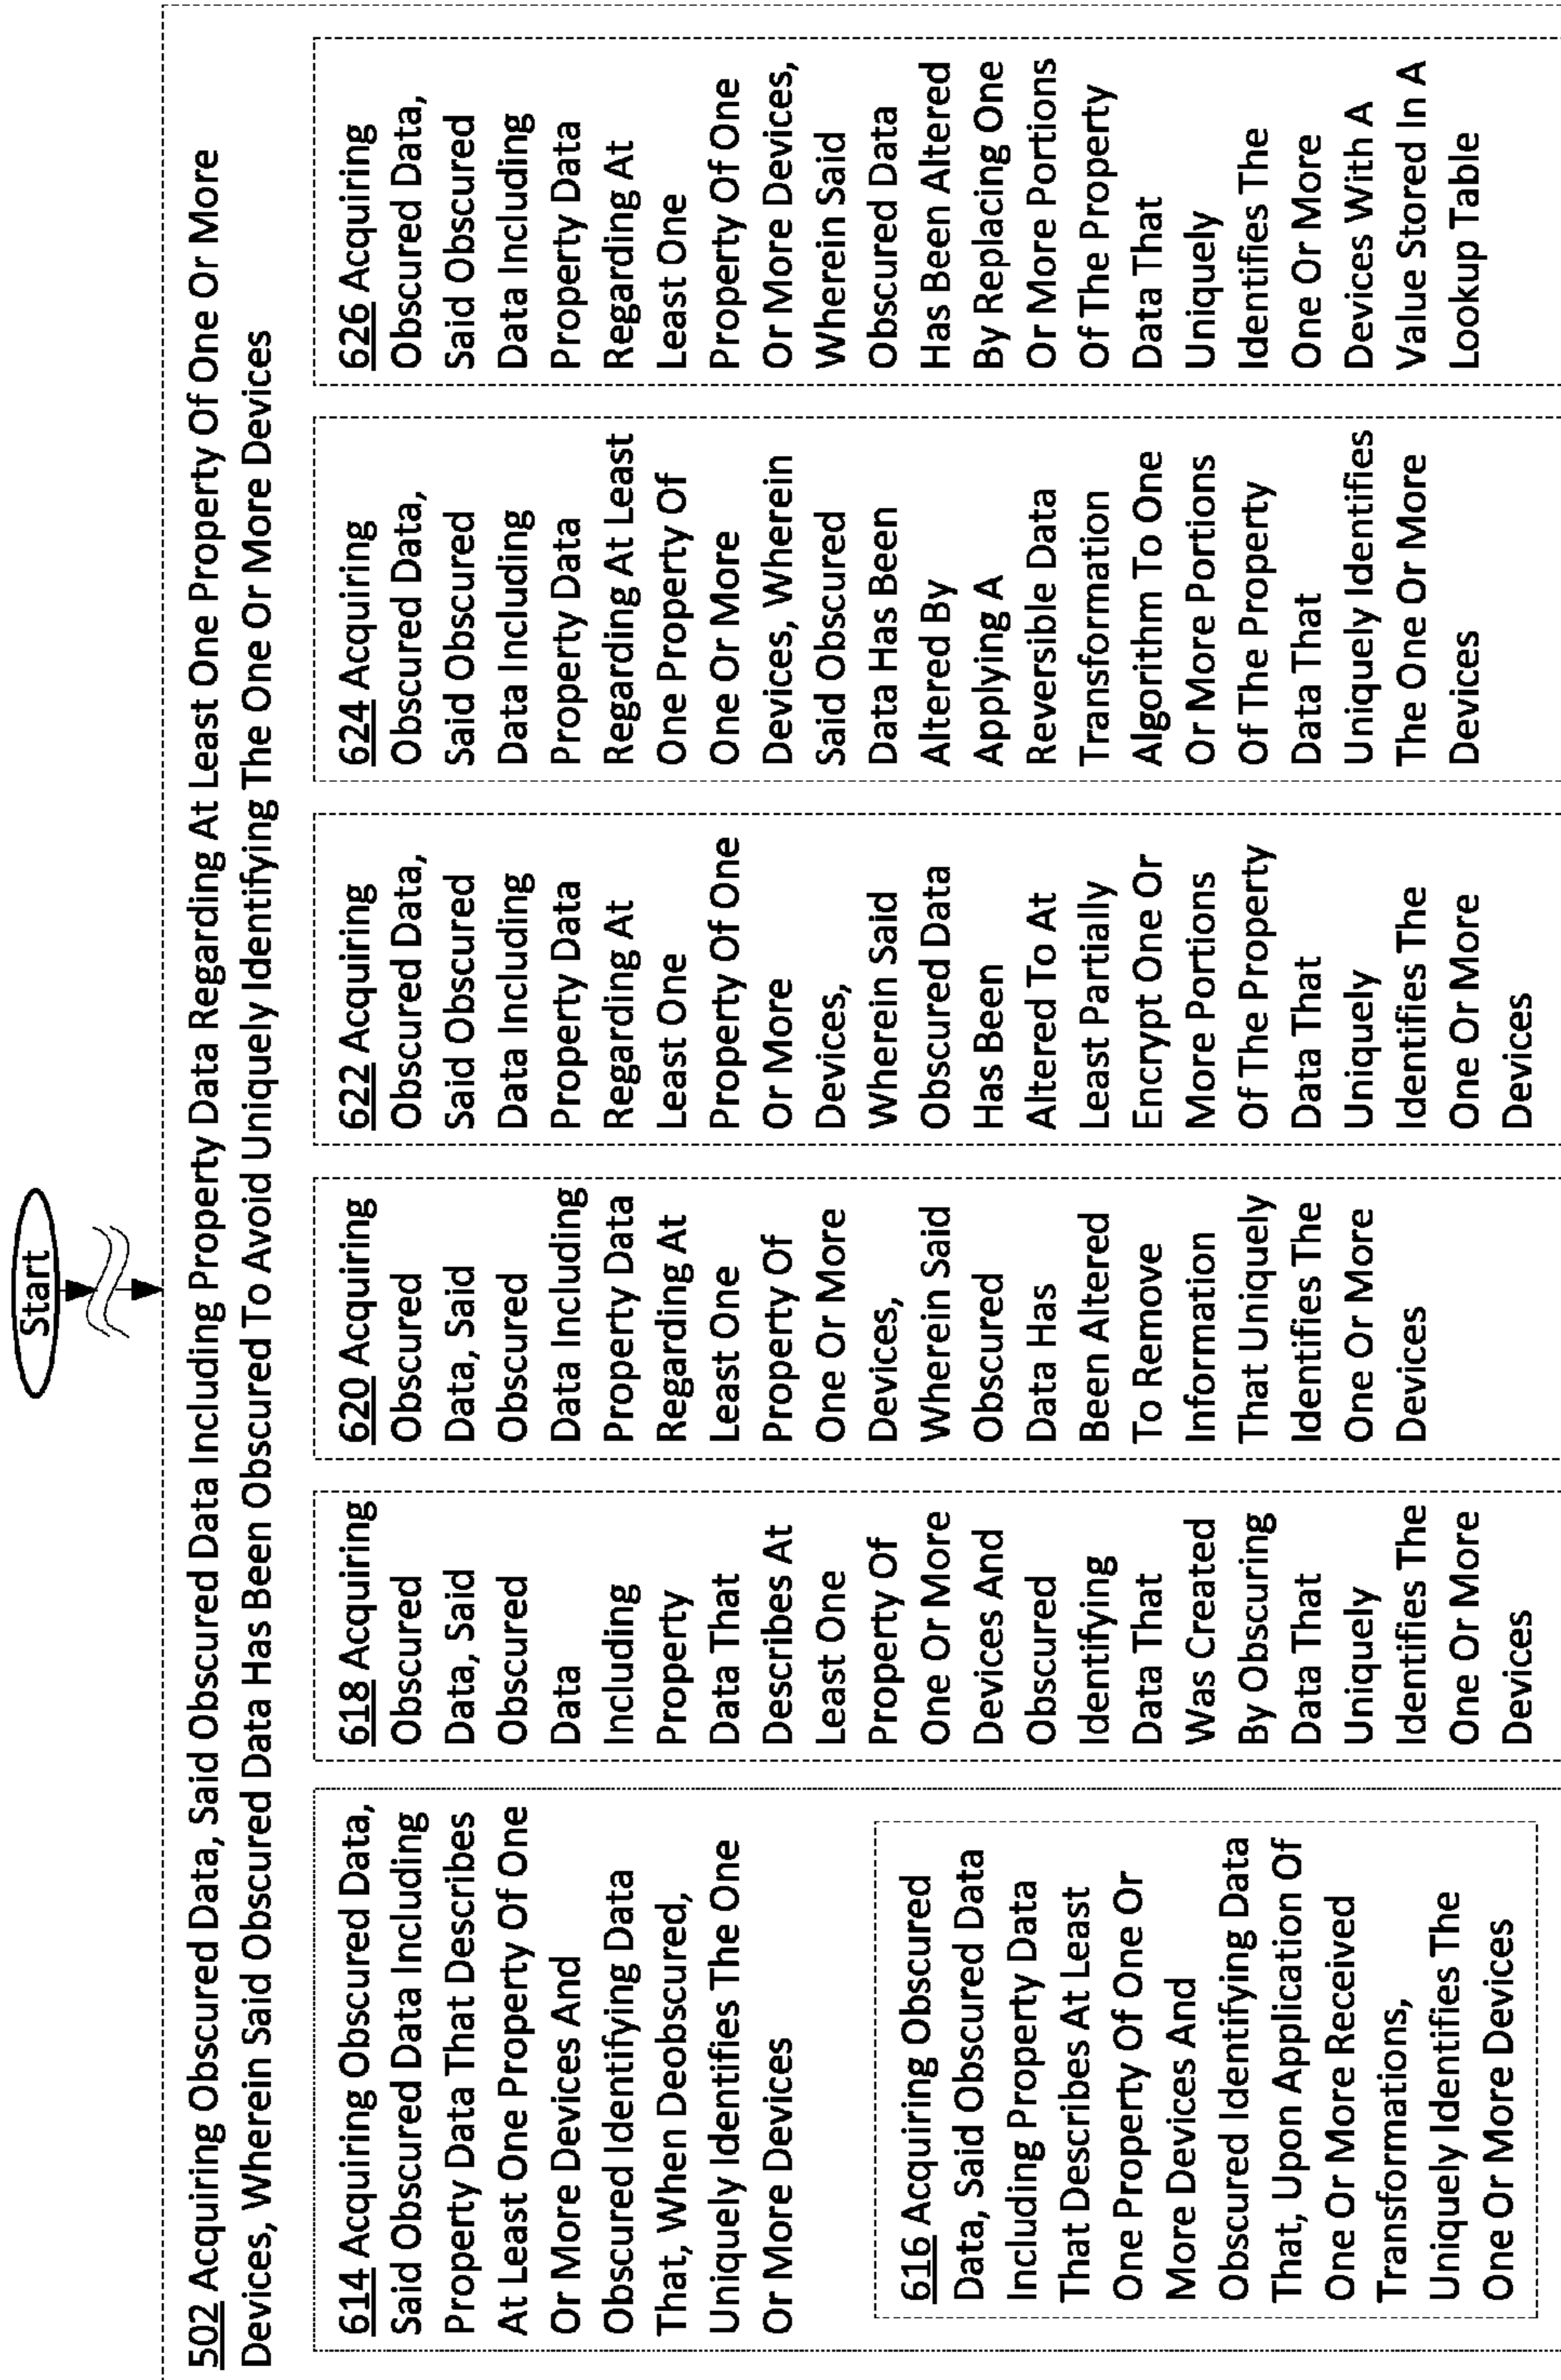 Start
502 Acquiring Obscured Data, Said Obscured Data Including Property Data Regarding At Least One Property Of One Or More
Devices, Wherein Said Obscured Data Has Been Obscured To Avoid Uniquely Identifying The One Or More Devices
614 Acquiring Obscured Data,
Said Obscured Data Including
Property Data That Describes
At Least One Property Of One
Or More Devices And
Obscured Identifying Data
That, When Deobscured,
Uniquely Identifies The One
Or More Devices
616 Acquiring Obscured
Data, Said Obscured Data
Including Property Data
That Describes At Least
One Property Of One Or
More Devices And
Obscured Identifying Data
That, Upon Application Of
One Or More Received
Transformations,
Uniquely Identifies The
One Or More Devices
618 Acquiring
Obscured
Data, Said
Obscured
Data
Including
Property
Data That
Describes At
Least One
Property Of
One Or More
Devices And
Obscured
Identifying
Data That
Was Created
By Obscuring
Data That
Uniquely
Identifies The
One Or More
Devices
620 Acquiring
Obscured
Data, Said
Obscured
Data Including
Property Data
Regarding At
Least One
Property Of
One Or More
Devices,
Wherein Said
Obscured
Data Has
Been Altered
To Remove
Information
That Uniquely
Identifies The
One Or More
Devices
622 Acquiring
Obscured Data,
Said Obscured
Data Including
Property Data
Regarding At
Least One
Property Of One
Or More
Devices,
Wherein Said
Obscured Data
Has Been
Altered To At
Least Partially
Encrypt One Or
More Portions
Of The Property
Data That
Uniquely
Identifies The
One Or More
Devices
624 Acquiring
Obscured Data,
Said Obscured
Data Including
Property Data
Regarding At Least
One Property Of
One Or More
Devices, Wherein
Said Obscured
Data Has Been
Altered By
Applying A
Reversible Data
Transformation
Algorithm To One
Or More Portions
Of The Property
Data That
Uniquely Identifies
The One Or More
Devices
626 Acquiring
Obscured Data,
Said Obscured
Data Including
Property Data
Regarding At
Least One
Property Of One
Or More Devices,
Wherein Said
Obscured Data
Has Been Altered
By Replacing One
Or More Portions
Of The Property
Data That
Uniquely
Identifies The
One Or More
Devices With A
Value Stored In A
Lookup Table